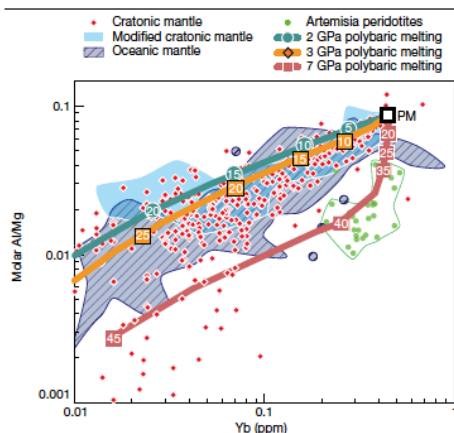 Cratonic mantle
Modified cratonic mantle
Oceanic mantle
Artemisia peridotites
2 GPa polybaric melting
3 GPa polybaric melting
7 GPa polybaric melting
0.1
0.01
0.001
Molar Al/Mg
PM
5
10
15
20
10
15
20
25
20
25
35
40
45
0.01
0.1
1
Yb (ppm)